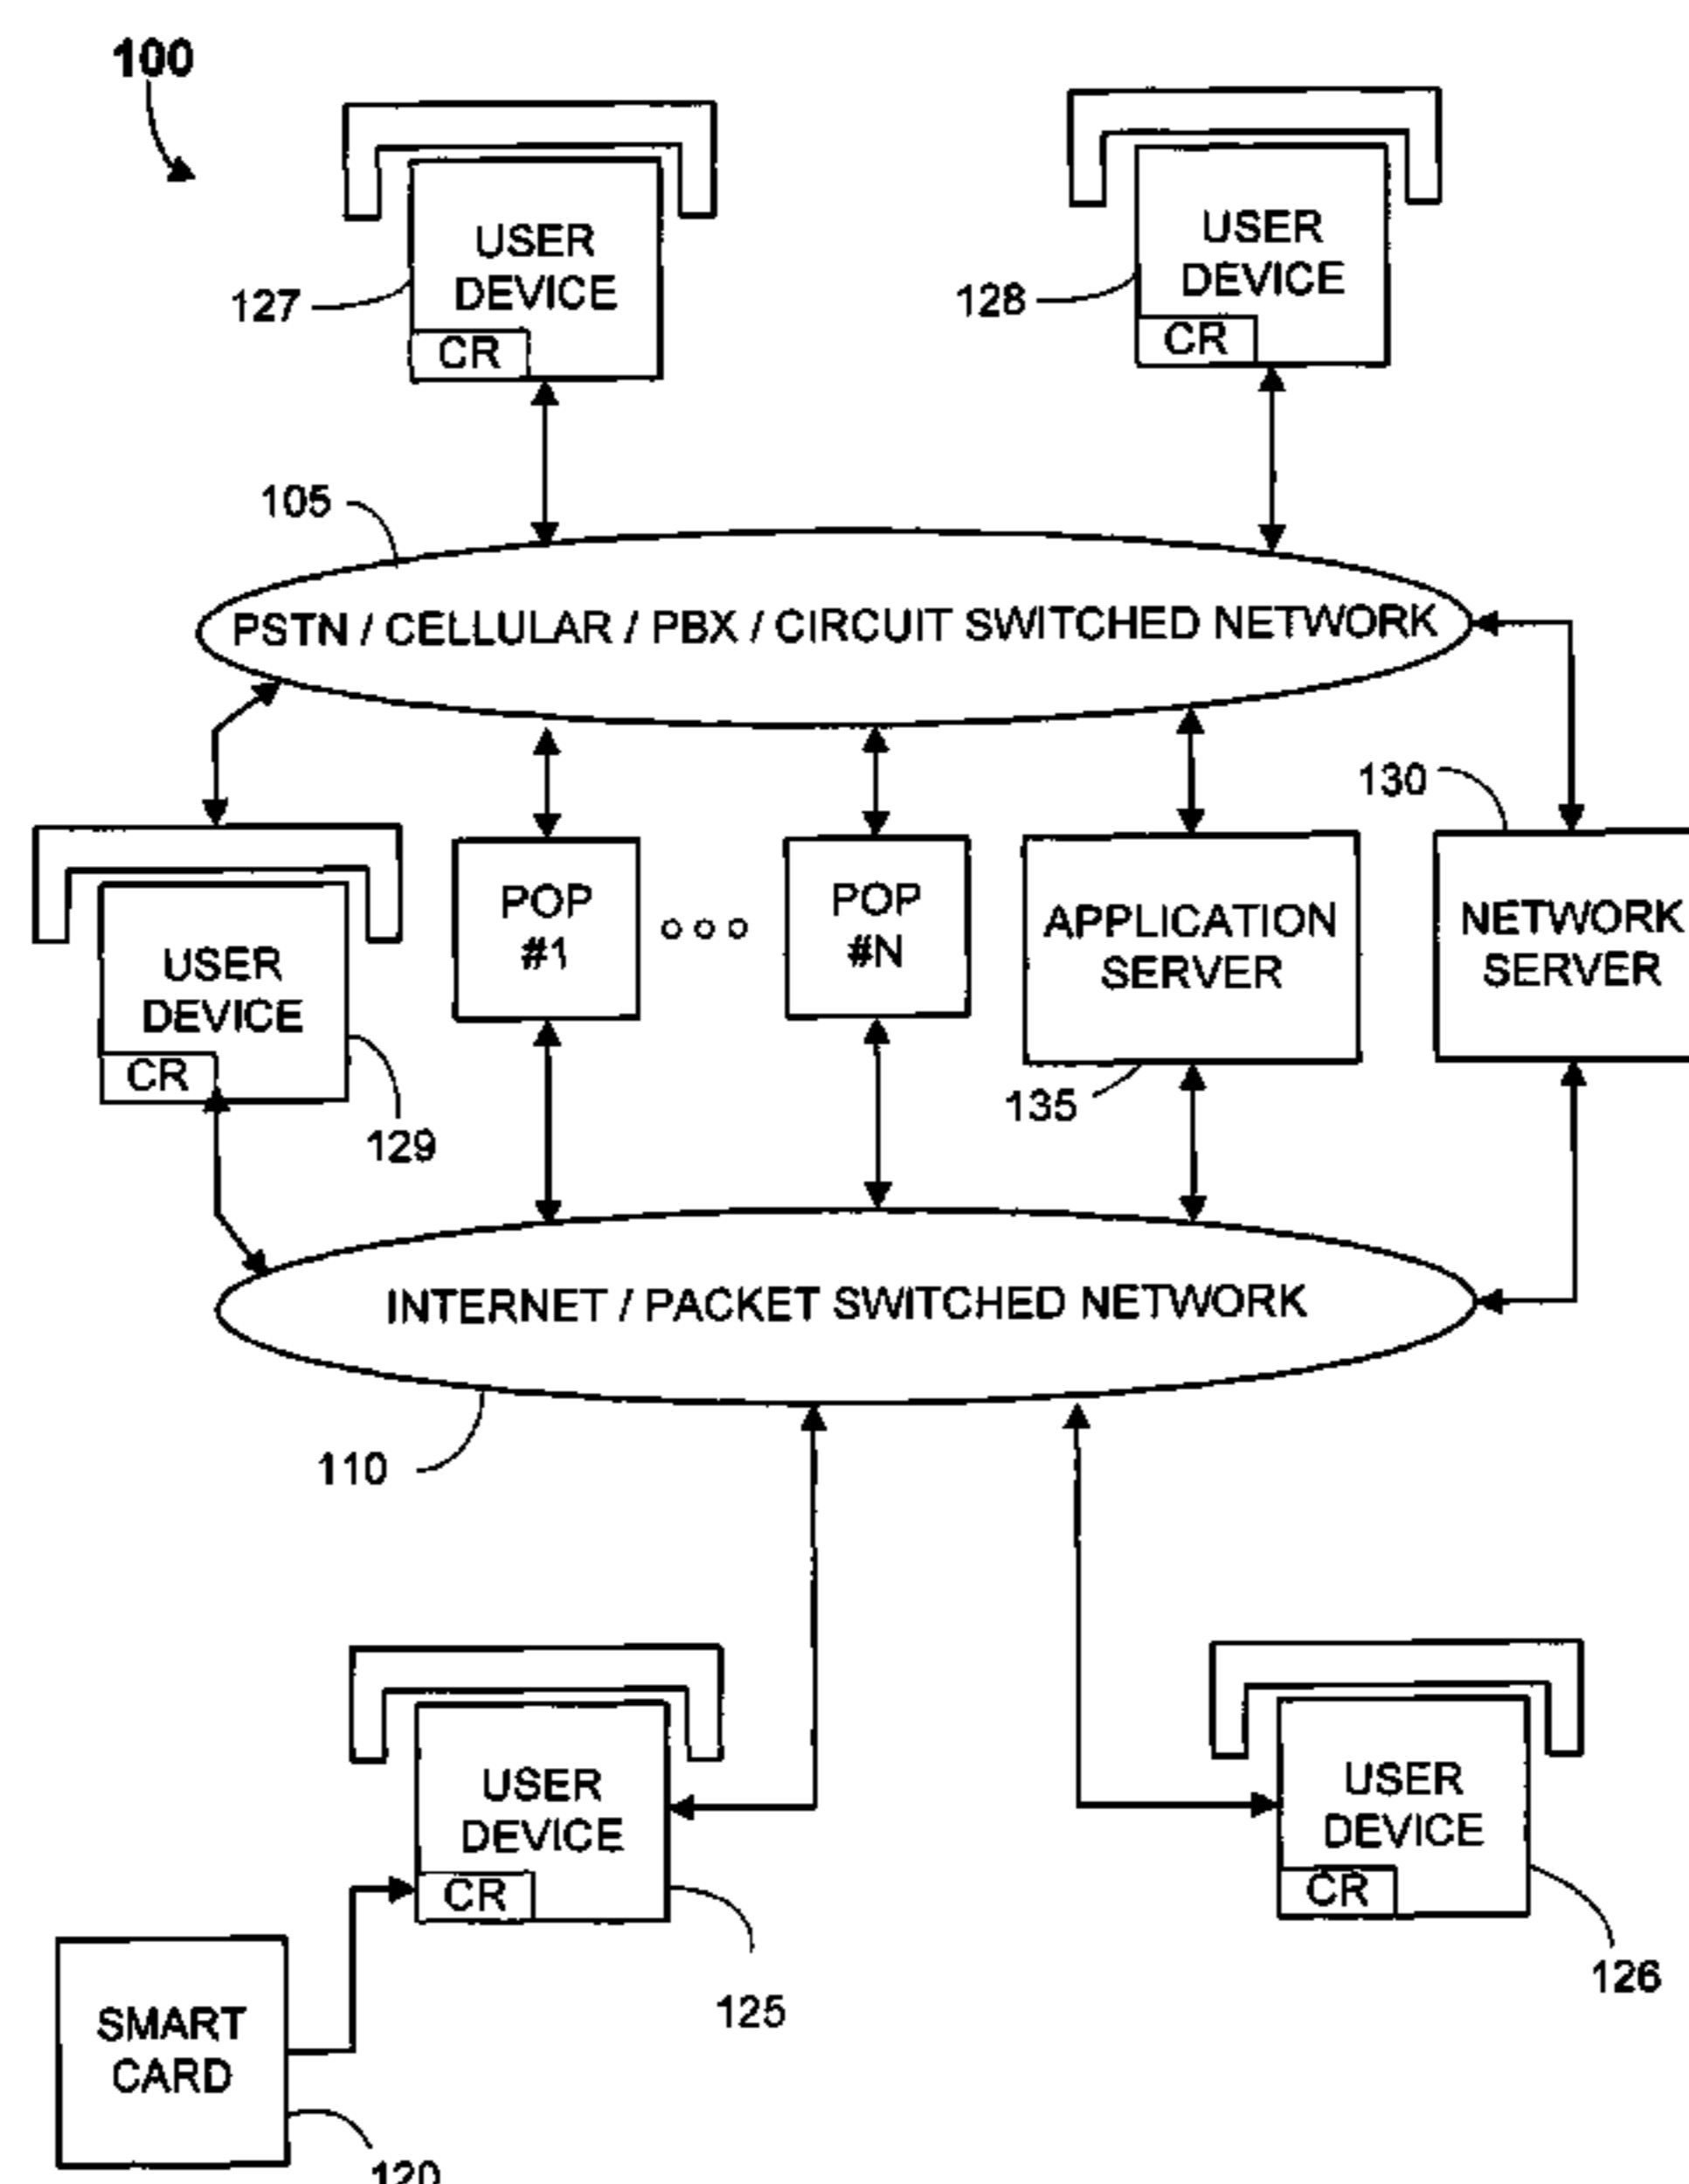 100
USER
DEVICE
127
CR
USER
DEVICE
128
CR
105
PSTN / CELLULAR / PBX / CIRCUIT SWITCHED NETWORK
130
USER
DEVICE
CR
129
POP
#1
POP
#N
APPLICATION
SERVER
135
NETWORK
SERVER
INTERNET / PACKET SWITCHED NETWORK
110
USER
DEVICE
CR
125
USER
DEVICE
CR
126
SMART
CARD
120